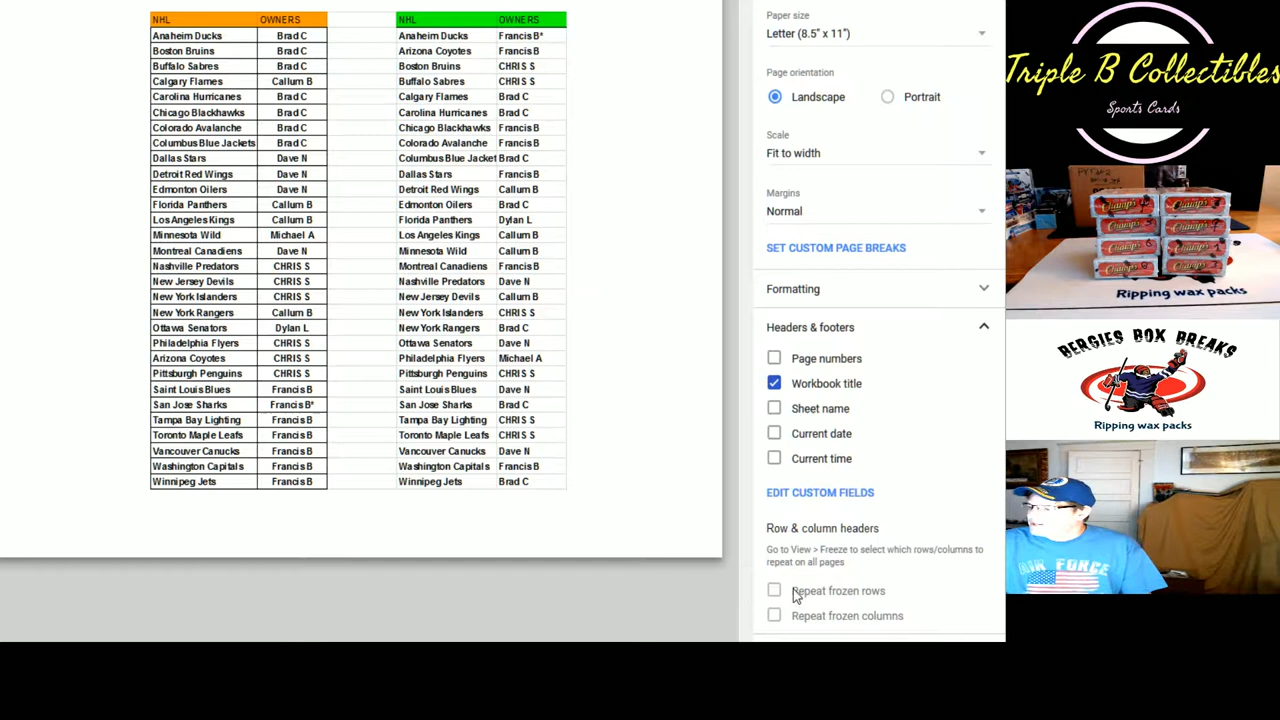 NHL OWNERS NHL OWNERS
Anaheim Ducks Brad C Anaheim Ducks Francis B*
Boston Bruins Brad C Arizona Coyotes Francis B
Buffalo Sabres Brad C Boston Bruins CHRIS S
Calgary Flames Callum B Buffalo Sabres CHRIS S
Carolina Hurricanes Brad C Calgary Flames Brad C
Chicago Blackhawks Brad C Carolina Hurricanes Brad C
Colorado Avalanche Brad C Chicago Blackhawks Francis B
Columbus Blue Jackets Brad C Colorado Avalanche Francis B
Dallas Stars Dave N Columbus Blue Jacket Brad C
Detroit Red Wings Dave N Dallas Stars Francis B
Edmonton Oilers Dave N Detroit Red Wings Callum B
Florida Panthers Callum B Edmonton Oilers Brad C
Los Angeles Kings Callum B Florida Panthers Dylan L
Minnesota Wild Michael A Los Angeles Kings Callum B
Montreal Canadiens Dave N Minnesota Wild Callum B
Nashville Predators CHRIS S Montreal Canadiens Francis B
New Jersey Devils CHRIS S Nashville Predators Dave N
New York Islanders CHRIS S New Jersey Devils Callum B
New York Rangers Callum B New York Islanders CHRIS S
Ottawa Senators Dylan L New York Rangers Brad C
Philadelphia Flyers CHRIS S Ottawa Senators Dave N
Arizona Coyotes CHRIS S Philadelphia Flyers Michael A
Pittsburgh Penguins CHRIS S Pittsburgh Penguins CHRIS S
Saint Louis Blues Francis B Saint Louis Blues Dave N
San Jose Sharks Francis B* San Jose Sharks Brad C
Tampa Bay Lighting Francis B Tampa Bay Lighting CHRIS S
Toronto Maple Leafs Francis B Toronto Maple Leafs CHRIS S
Vancouver Canucks Francis B Vancouver Canucks Dave N
Washington Capitals Francis B Washington Capitals Francis B
Winnipeg Jets Francis B Winnipeg Jets Brad C
Paper size
Letter (8.5" x 11")
Page orientation
Landscape Portrait
Scale
Fit to width
Margins
Normal
SET CUSTOM PAGE BREAKS
Formatting
Headers & footers
Page numbers
Workbook title
Sheet name
Current date
Current time
EDIT CUSTOM FIELDS
Row & column headers
Go to View > Freeze to select which rows/columns to
repeat on all pages
Repeat frozen rows
Repeat frozen columns
Triple B Collectibles
Sports Cards
Champs Champs
Champs Champs
Champs Champs
Champs Champs
Ripping wax packs
BERGIES BOX BREAKS
Ripping wax packs
AIR FORCE